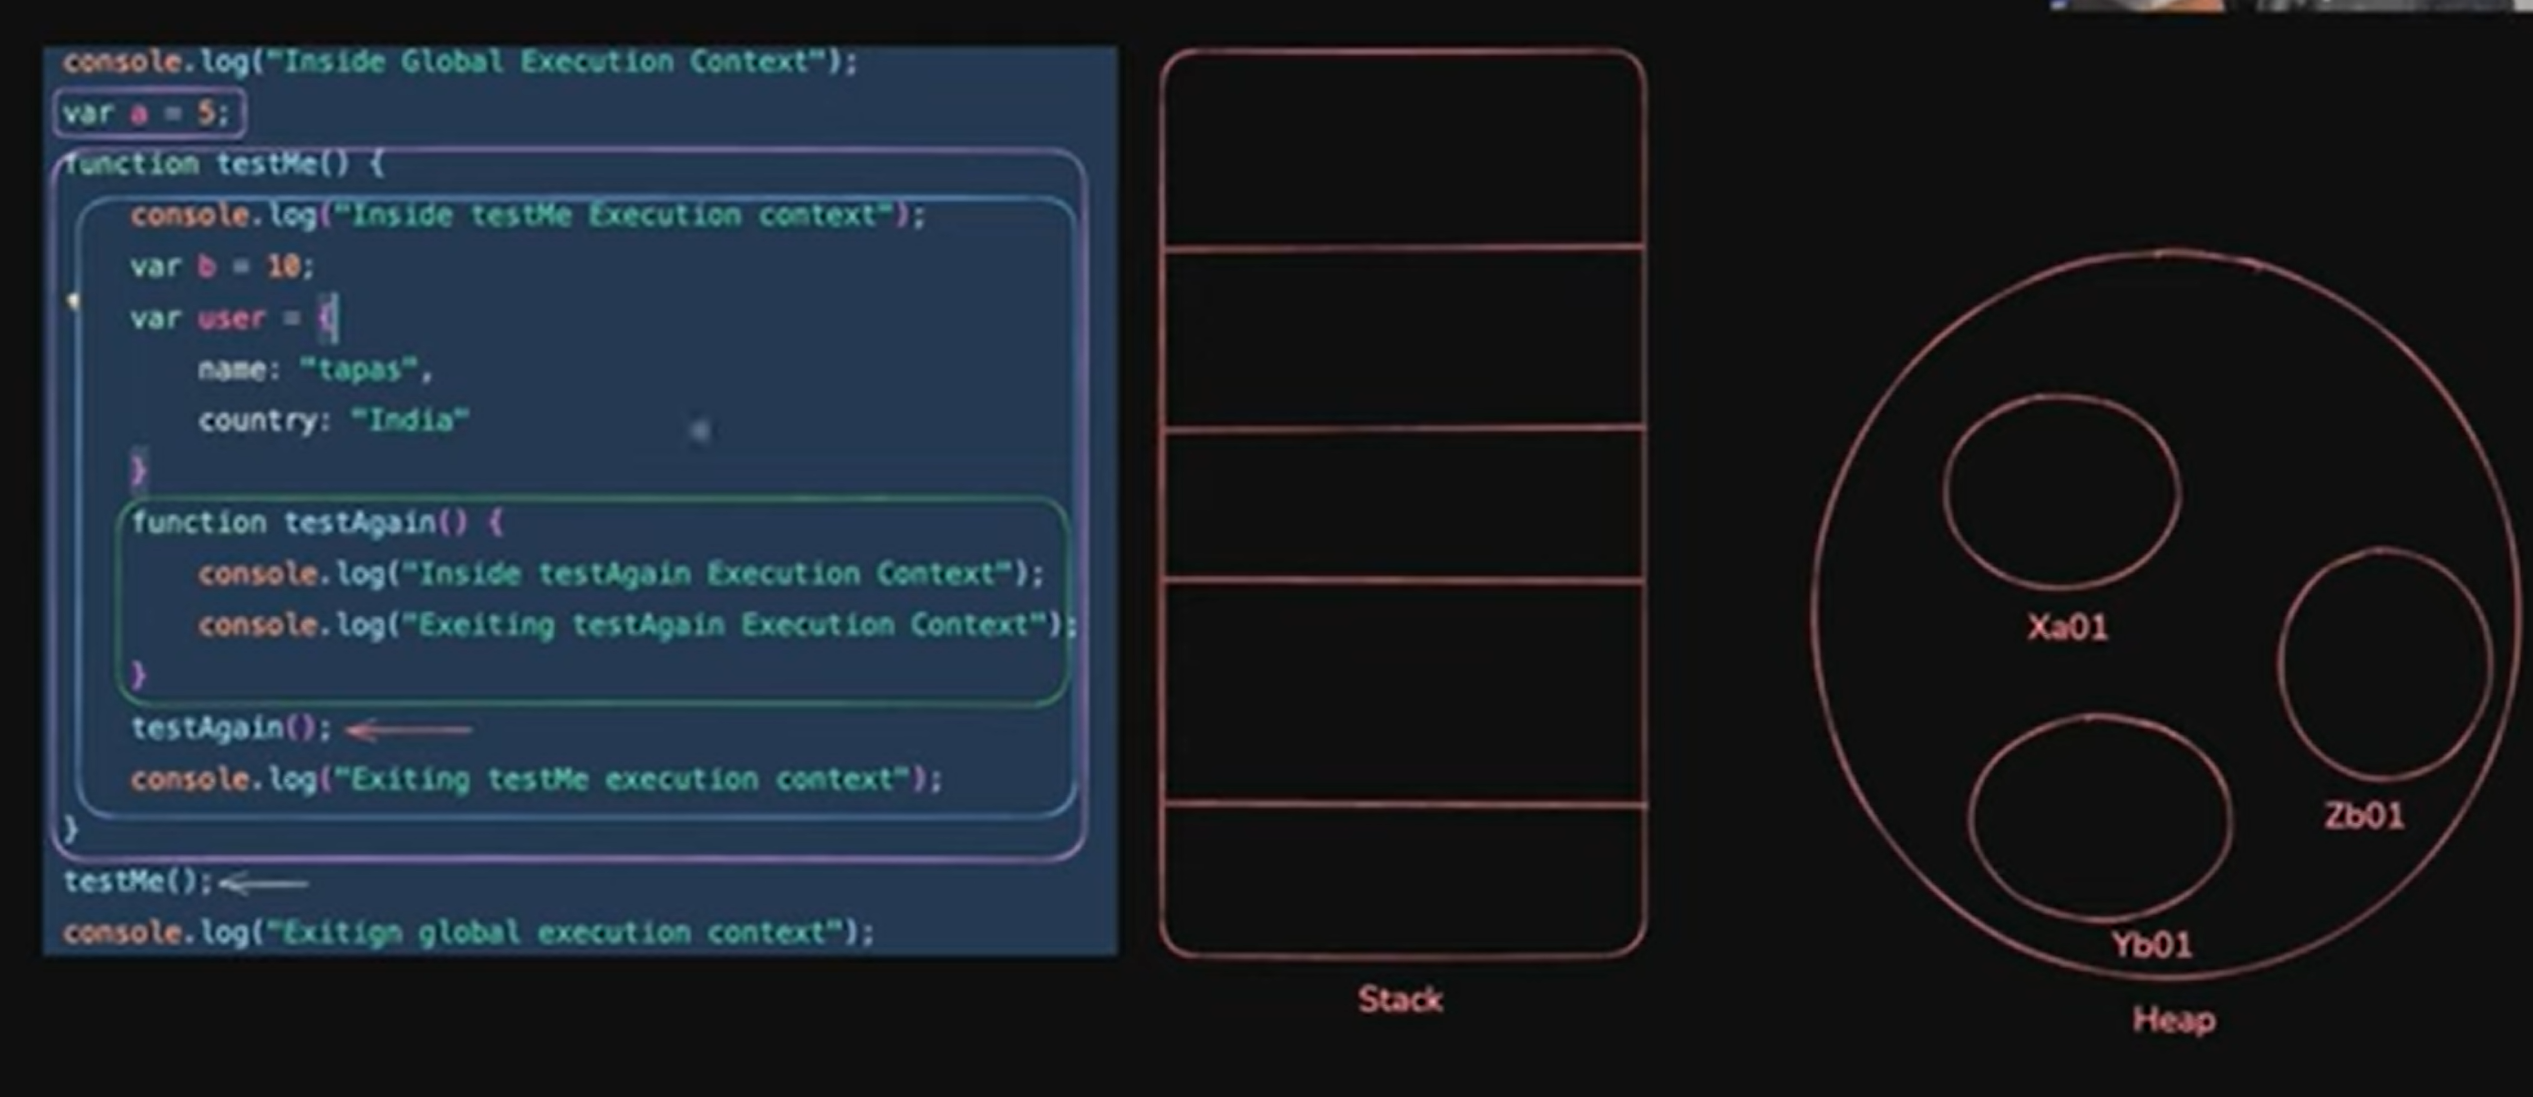 console.log("Inside Global Execution Context");
var a = 5;
function testMe() {
console.log("Inside testMe Execution context");
var b = 10;
var user = {
name: "tapas",
country: "India"
}
function testAgain() {
console.log("Inside testAgain Execution Context");
console.log("Exeiting testAgain Execution Context");
}
testAgain();
console.log("Exiting testMe execution context");
}
testMe();
console.log("Exitign global execution context");
Stack
Xa01
Zb01
Yb01
Heap